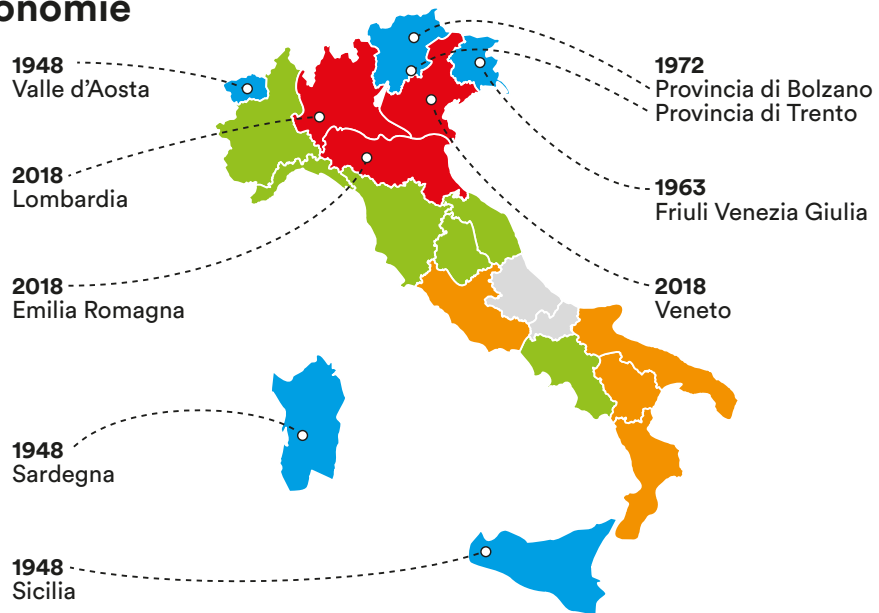 onomie
1948
Valle d'Aosta
2018
Lombardia
2018
Emilia Romagna
1948
Sardegna
1948
Sicilia
1972
Provincia di Bolzano
Provincia di Trento
1963
Friuli Venezia Giulia
2018
Veneto